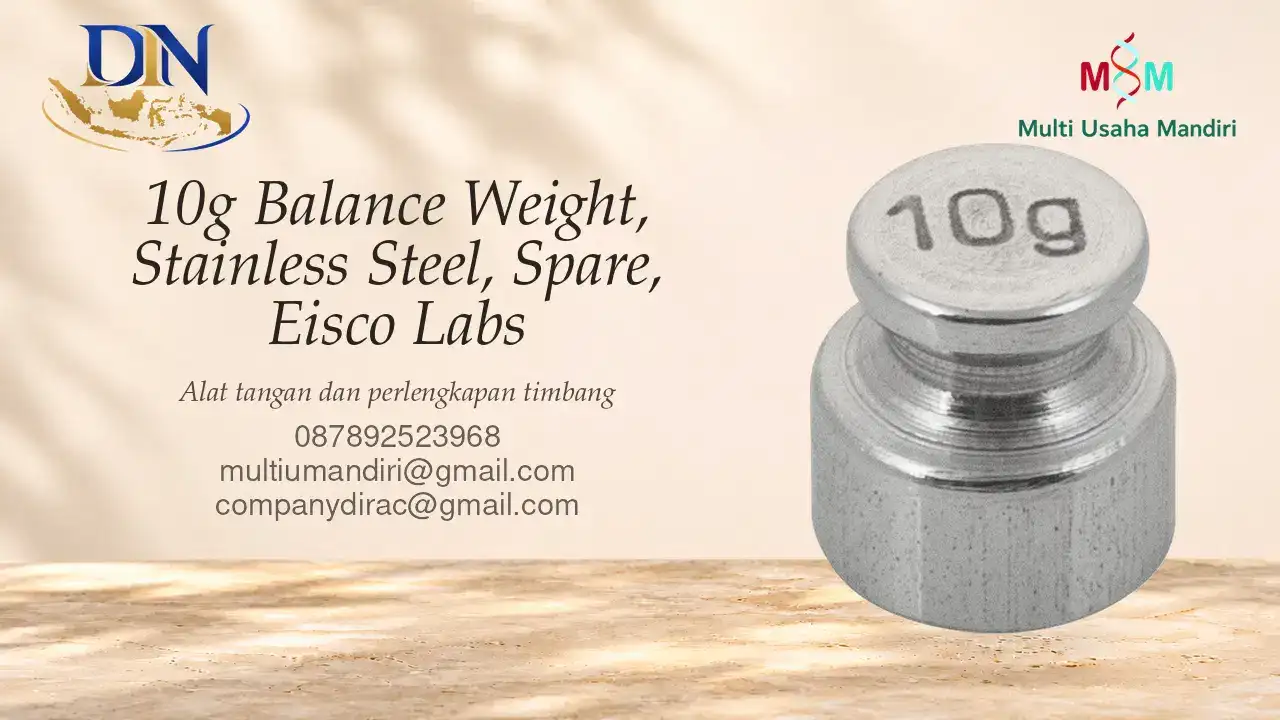 DN
M M
Multi Usaha Mandiri
10g
10g Balance Weight,
Stainless Steel, Spare,
Eisco Labs
Alat tangan dan perlengkapan timbang
087892523968
multiumandiri@gmail.com
companydirac@gmail.com